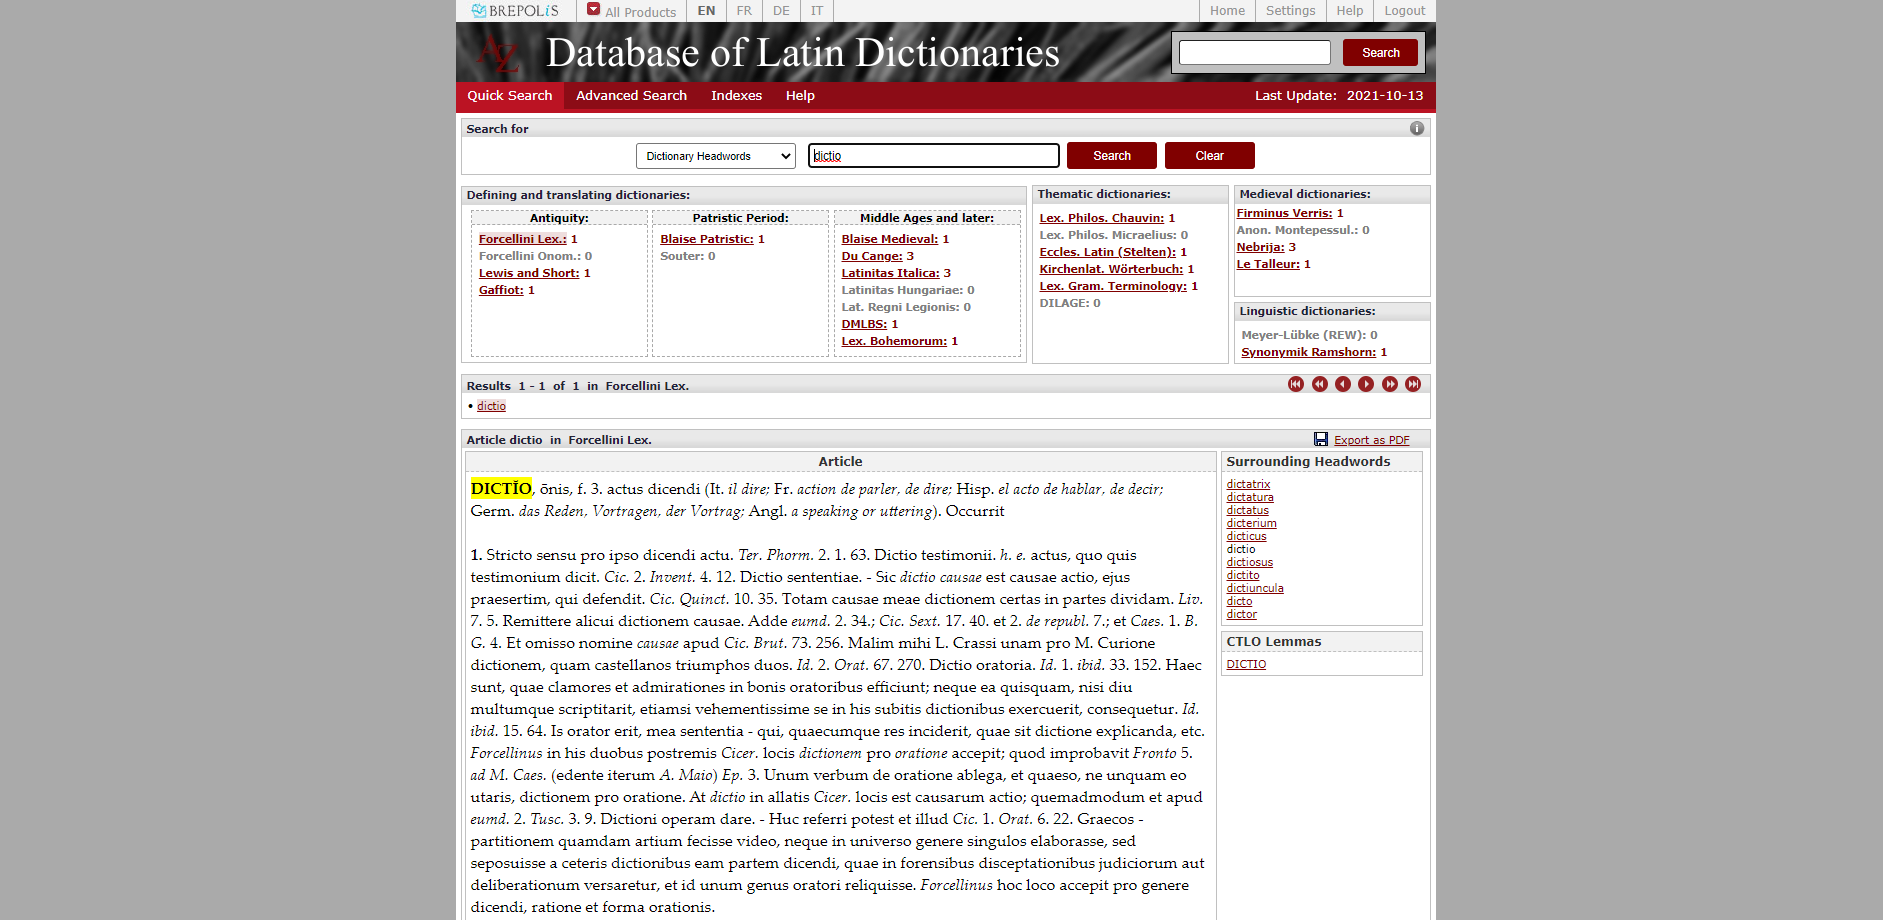 BREPOLiS All Products EN FR DE IT Home Settings Help Logout
AZ Database of Latin Dictionaries Search
Quick Search Advanced Search Indexes Help Last Update: 2021-10-13
Search for
Dictionary Headwords dictio Search Clear
Defining and translating dictionaries:
Antiquity:
Forcellini Lex.: 1
Forcellini Onom.: 0
Lewis and Short: 1
Gaffiot: 1
Patristic Period:
Blaise Patristic: 1
Souter: 0
Middle Ages and later:
Blaise Medieval: 1
Du Cange: 3
Latinitas Italica: 3
Latinitas Hungariae: 0
Lat. Regni Legionis: 0
DMLBS: 1
Lex. Bohemorum: 1
Thematic dictionaries:
Lex. Philos. Chauvin: 1
Lex. Philos. Micraelius: 0
Eccles. Latin (Stelten): 1
Kirchenlat. Wörterbuch: 1
Lex. Gram. Terminology: 1
DILAGE: 0
Medieval dictionaries:
Firminus Verris: 1
Anon. Montepessul.: 0
Nebrija: 3
Le Talleur: 1
Linguistic dictionaries:
Meyer-Lübke (REW): 0
Synonymik Ramshorn: 1
Results 1 - 1 of 1 in Forcellini Lex.
• dictio
Article dictio in Forcellini Lex. Export as PDF
Article
DICTĬO, ōnis, f. 3. actus dicendi (It. il dire; Fr. action de parler, de dire; Hisp. el acto de hablar, de decir;
Germ. das Reden, Vortragen, der Vortrag; Angl. a speaking or uttering). Occurrit
1. Stricto sensu pro ipso dicendi actu. Ter. Phorm. 2. 1. 63. Dictio testimonii. h. e. actus, quo quis
testimonium dicit. Cic. 2. Invent. 4. 12. Dictio sententiae. - Sic dictio causae est causae actio, ejus
praesertim, qui defendit. Cic. Quinct. 10. 35. Totam causae meae dictionem certas in partes dividam. Liv.
7. 5. Remittere alicui dictionem causae. Adde eumd. 2. 34.; Cic. Sext. 17. 40. et 2. de republ. 7.; et Caes. 1. B.
G. 4. Et omisso nomine causae apud Cic. Brut. 73. 256. Malim mihi L. Crassi unam pro M. Curione
dictionem, quam castellanos triumphos duos. Id. 2. Orat. 67. 270. Dictio oratoria. Id. 1. ibid. 33. 152. Haec
sunt, quae clamores et admirationes in bonis oratoribus efficiunt; neque ea quisquam, nisi diu
multumque scriptitarit, etiamsi vehementissime se in his subitis dictionibus exercuerit, consequetur. Id.
ibid. 15. 64. Is orator erit, mea sententia - qui, quaecumque res inciderit, quae sit dictione explicanda, etc.
Forcellinus in his duobus postremis Cicer. locis dictionem pro oratione accepit; quod improbavit Fronto 5.
ad M. Caes. (edente iterum A. Maio) Ep. 3. Unum verbum de oratione ablega, et quaeso, ne unquam eo
utaris, dictionem pro oratione. At dictio in allatis Cicer. locis est causarum actio; quemadmodum et apud
eumd. 2. Tusc. 3. 9. Dictioni operam dare. - Huc referri potest et illud Cic. 1. Orat. 6. 22. Graecos -
partitionem quamdam artium fecisse video, neque in universo genere singulos elaborasse, sed
seposuisse a ceteris dictionibus eam partem dicendi, quae in forensibus disceptationibus judiciorum aut
deliberationum versaretur, et id unum genus oratori reliquisse. Forcellinus hoc loco accepit pro genere
dicendi, ratione et forma orationis.
Surrounding Headwords
dictatrix
dictatura
dictatus
dicterium
dicticus
dictio
dictiosus
dictito
dictiuncula
dicto
dictor
CTLO Lemmas
DICTIO